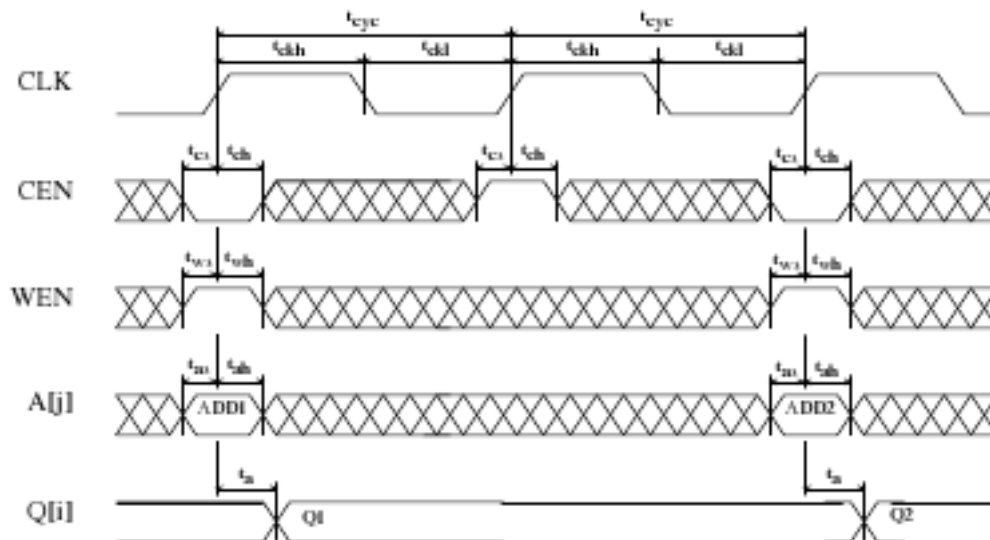 tcyc tcyc
tckh tckl tckh tckl
CLK
tcs tch tcs tch tcs tch
CEN
tws twh tws twh
WEN
tas tah tas tah
A[j] ADD1 ADD2
ta ta
Q[i] Q1 Q2